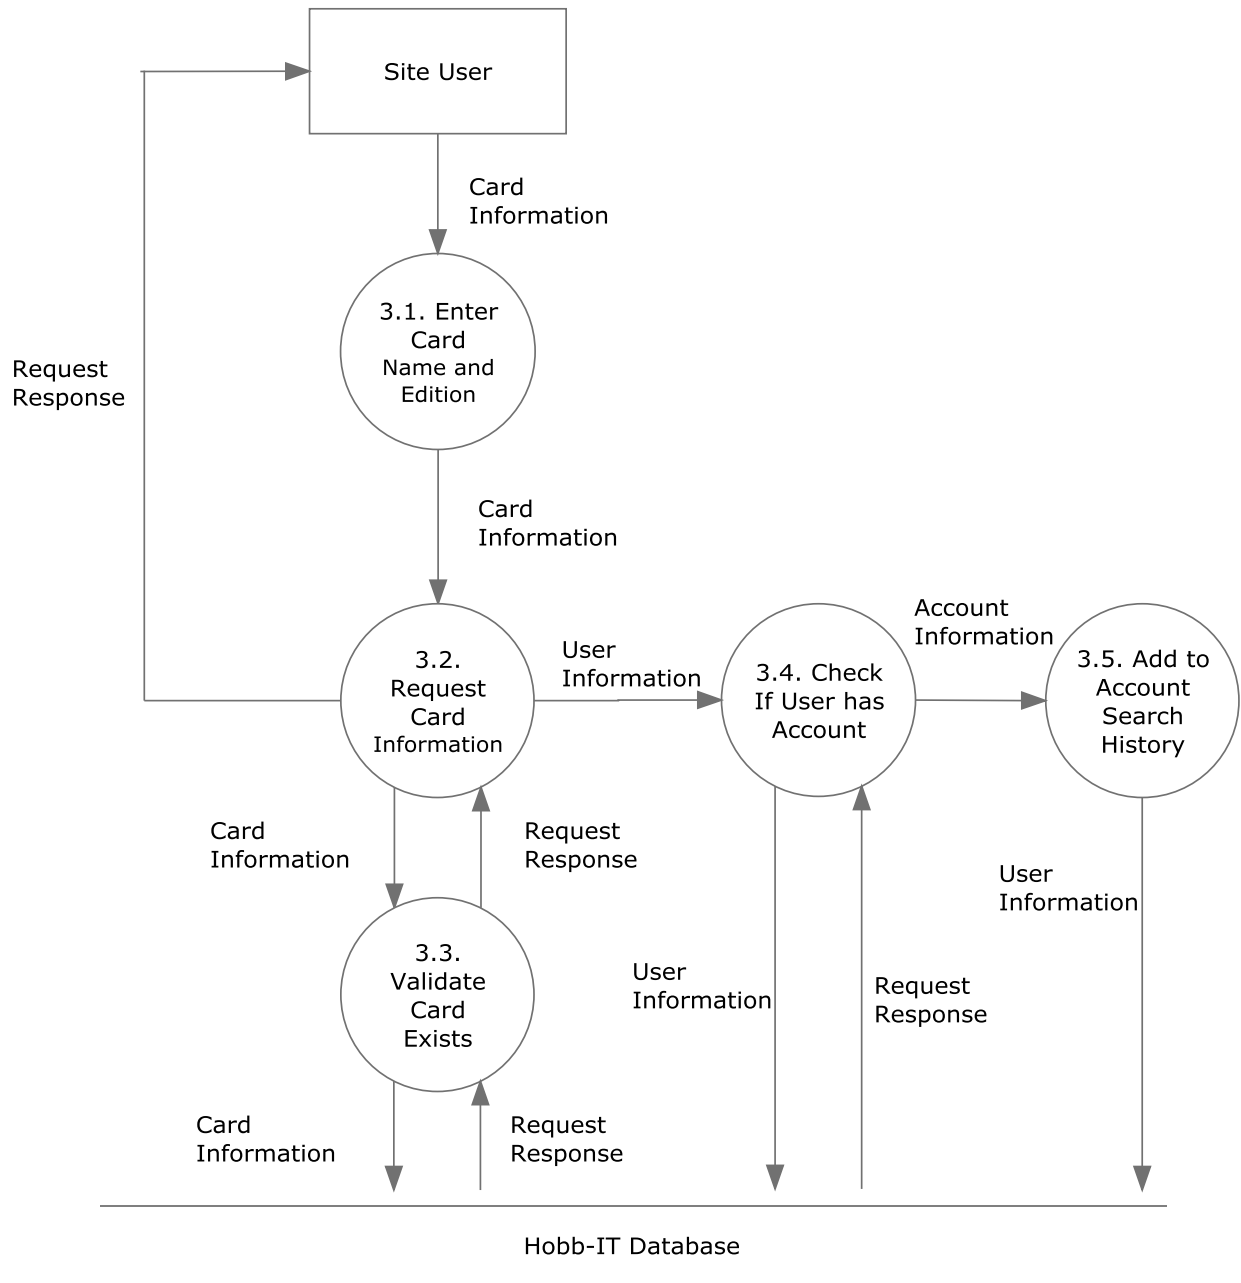 Site User
Card
Information
3.1. Enter
Card
Name and
Edition
Request
Response
Card
Information
3.2.
Request
Card
Information
User
Information
3.4. Check
If User has
Account
Account
Information
3.5. Add to
Account
Search
History
Card
Information
Request
Response
User
Information
3.3.
Validate
Card
Exists
User
Information
Request
Response
Card
Information
Request
Response
Hobb-IT Database